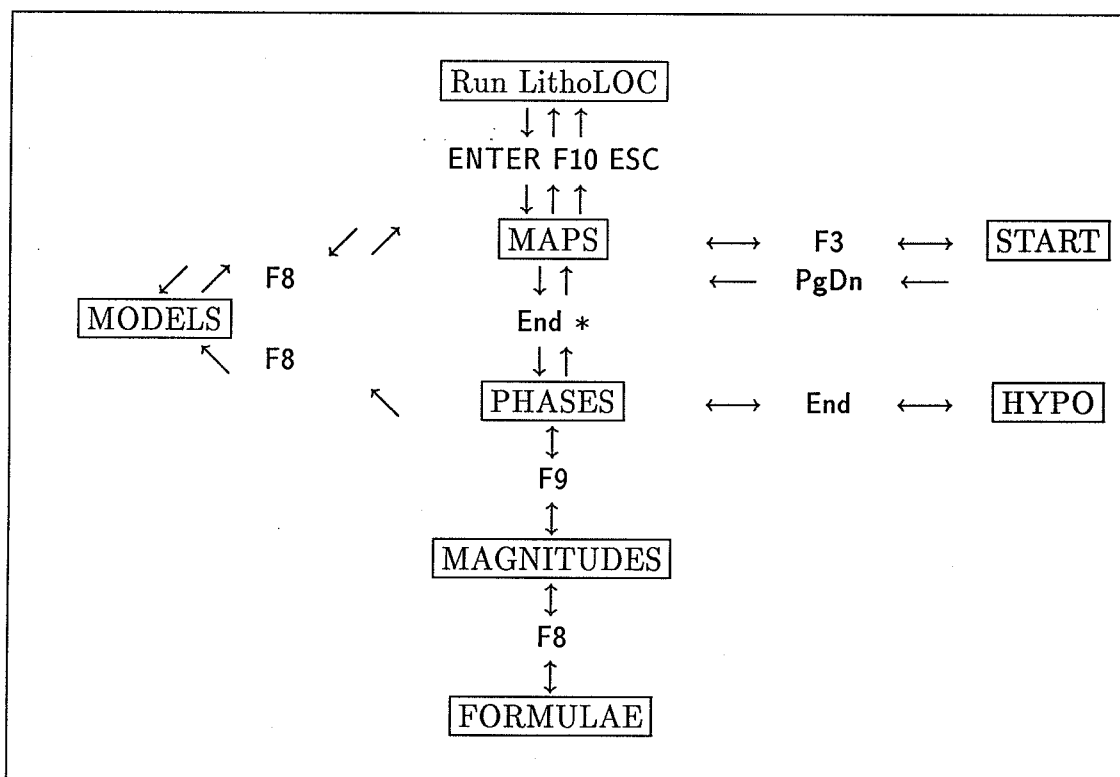 Run LithoLOC
↓ ↑ ↑
ENTER F10 ESC
↓ ↑ ↑
↙ ↗ MAPS ⟷ F3 ⟷ START
↙ ↗ F8 ↓ ↑ ⟵ PgDn ⟵
MODELS End *
↖ F8 ↓ ↑
↖ PHASES ⟷ End ⟷ HYPO
↕
F9
↕
MAGNITUDES
↕
F8
↕
FORMULAE